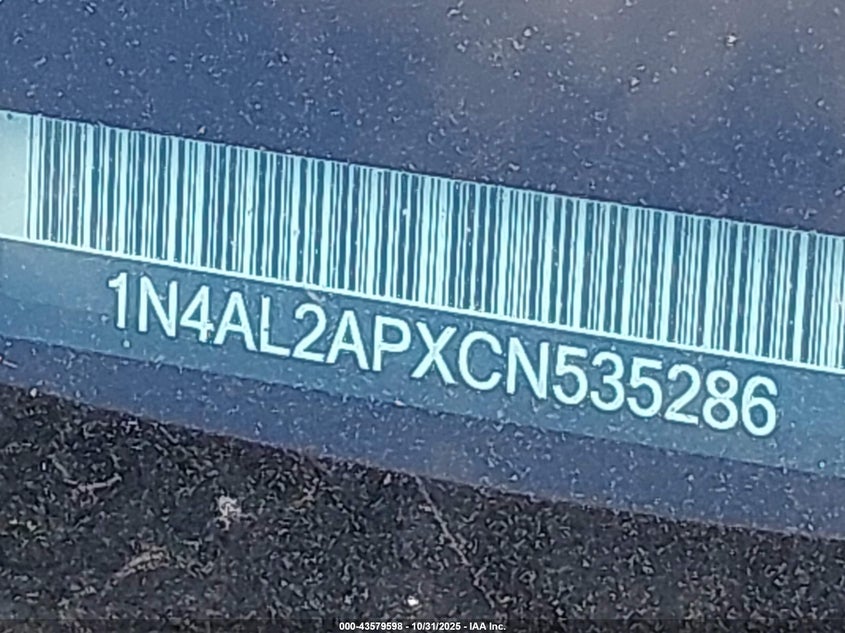 1N4AL2APXCN535286
000-43579598 - 10/31/2025 - IAA Inc.